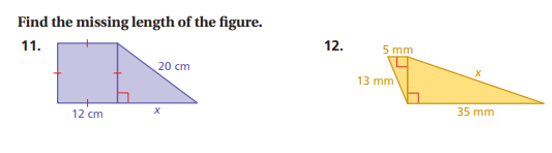 Find the missing length of the figure.
11.
20 cm
12 cm
x
12.
5 mm
13 mm
x
35 mm